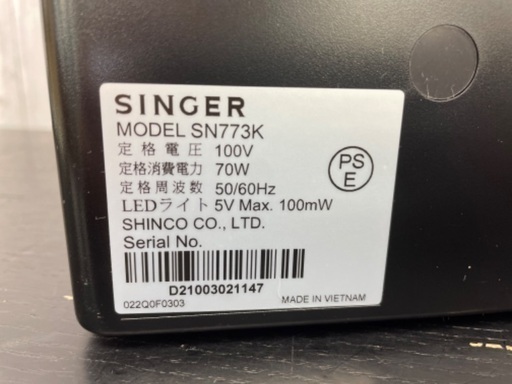 SINGER
MODEL SN773K
定格電圧 100V
定格消費電力 70W
定格周波数 50/60Hz
LEDライト 5V Max. 100mW
SHINCO CO., LTD.
Serial No.
PS
E
D21003021147
022Q0F0303
MADE IN VIETNAM